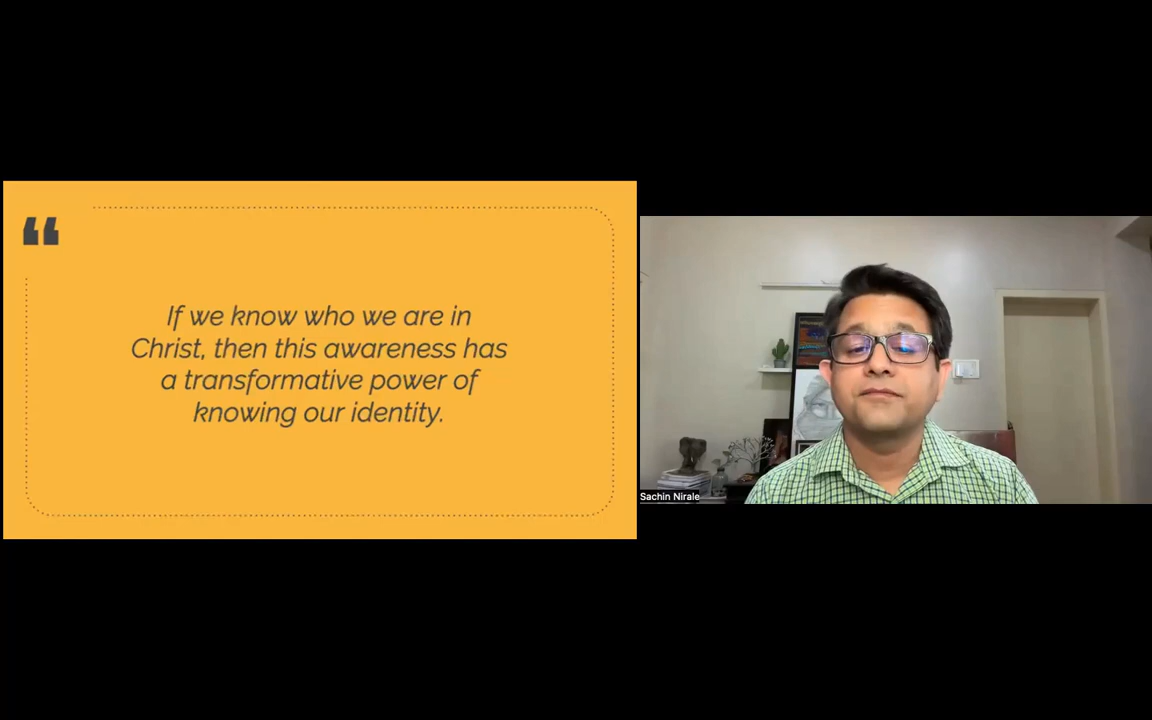 “
If we know who we are in
Christ, then this awareness has
a transformative power of
knowing our identity.
Sachin Nirale